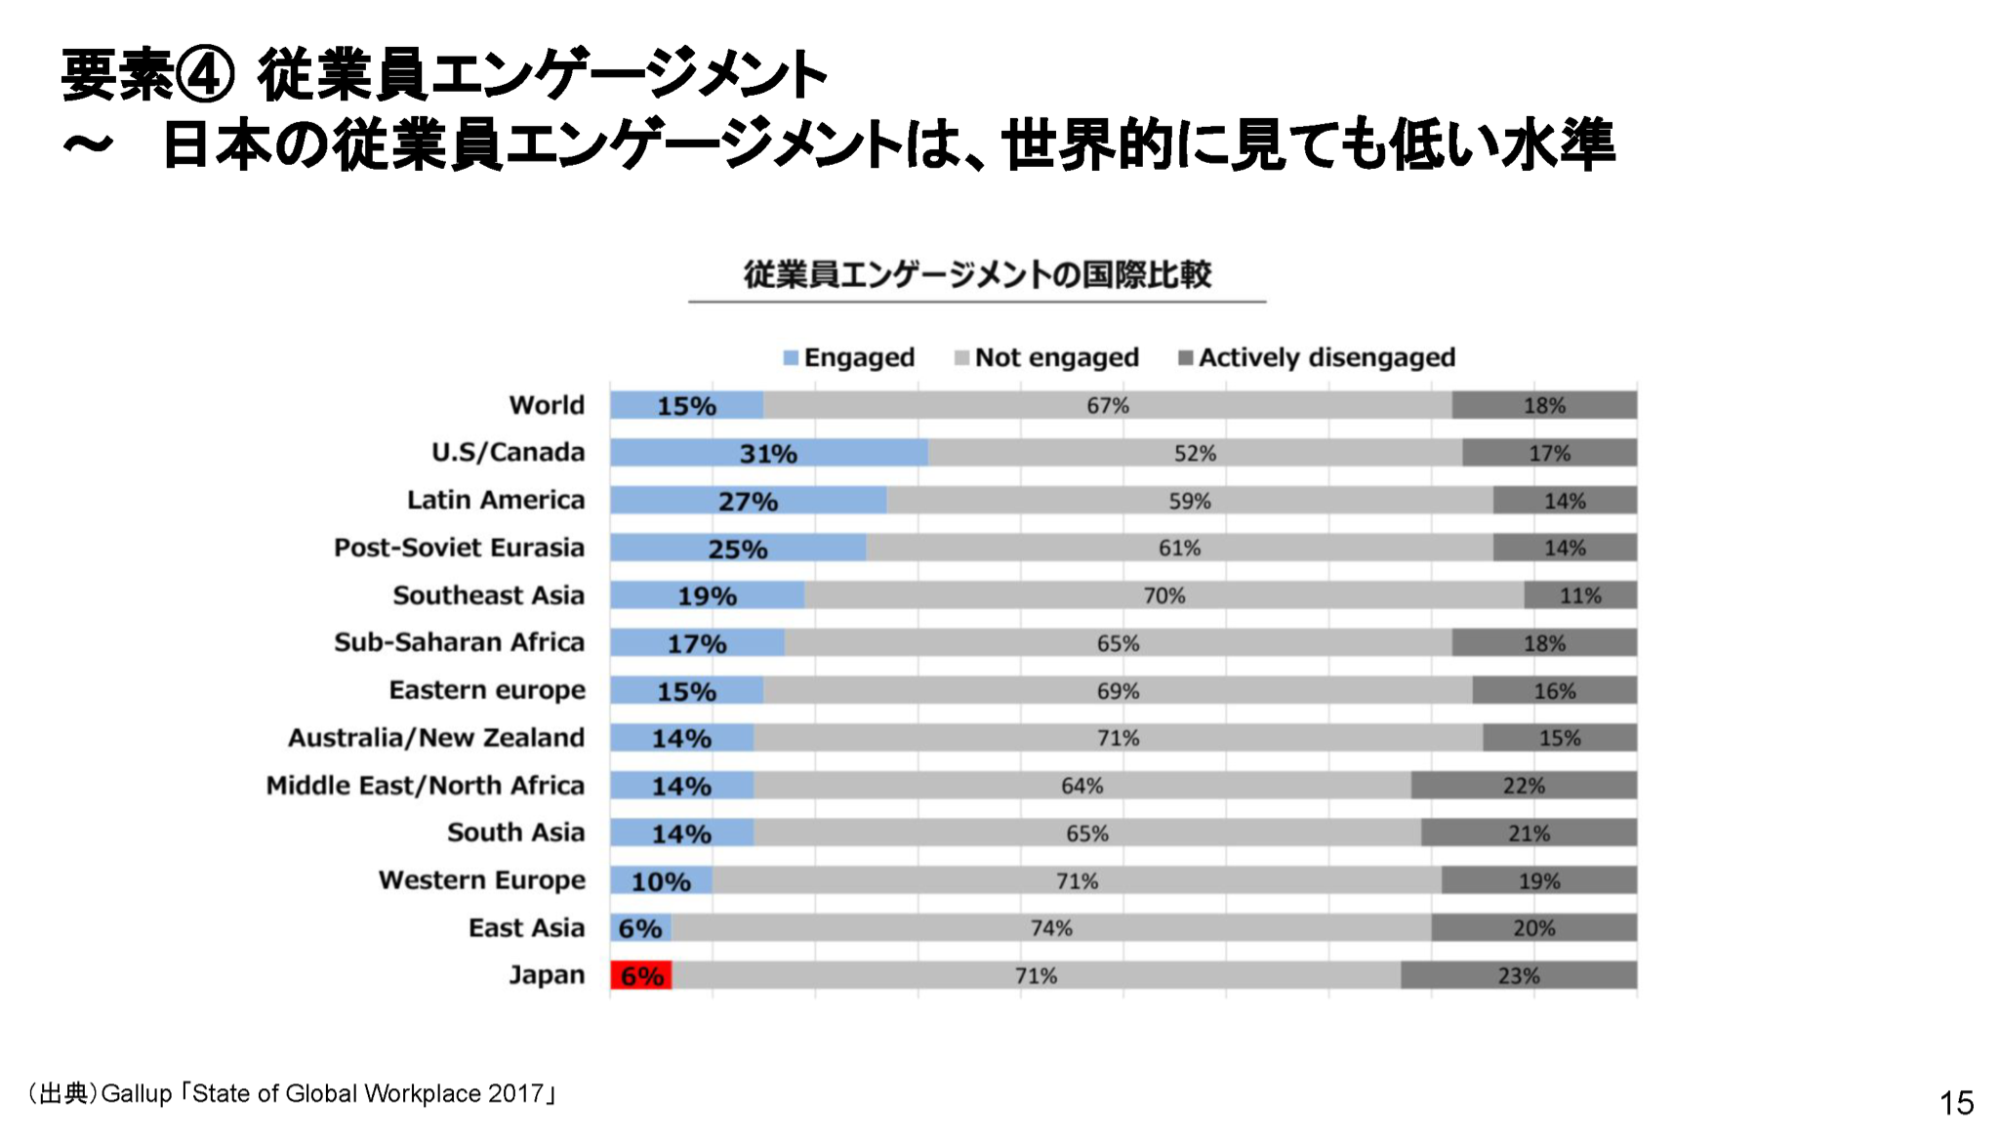 要素④ 従業員エンゲージメント
～　日本の従業員エンゲージメントは、世界的に見ても低い水準
従業員エンゲージメントの国際比較
Engaged Not engaged Actively disengaged
World 15% 67% 18%
U.S/Canada 31% 52% 17%
Latin America 27% 59% 14%
Post-Soviet Eurasia 25% 61% 14%
Southeast Asia 19% 70% 11%
Sub-Saharan Africa 17% 65% 18%
Eastern europe 15% 69% 16%
Australia/New Zealand 14% 71% 15%
Middle East/North Africa 14% 64% 22%
South Asia 14% 65% 21%
Western Europe 10% 71% 19%
East Asia 6% 74% 20%
Japan 6% 71% 23%
（出典）Gallup「State of Global Workplace 2017」
15